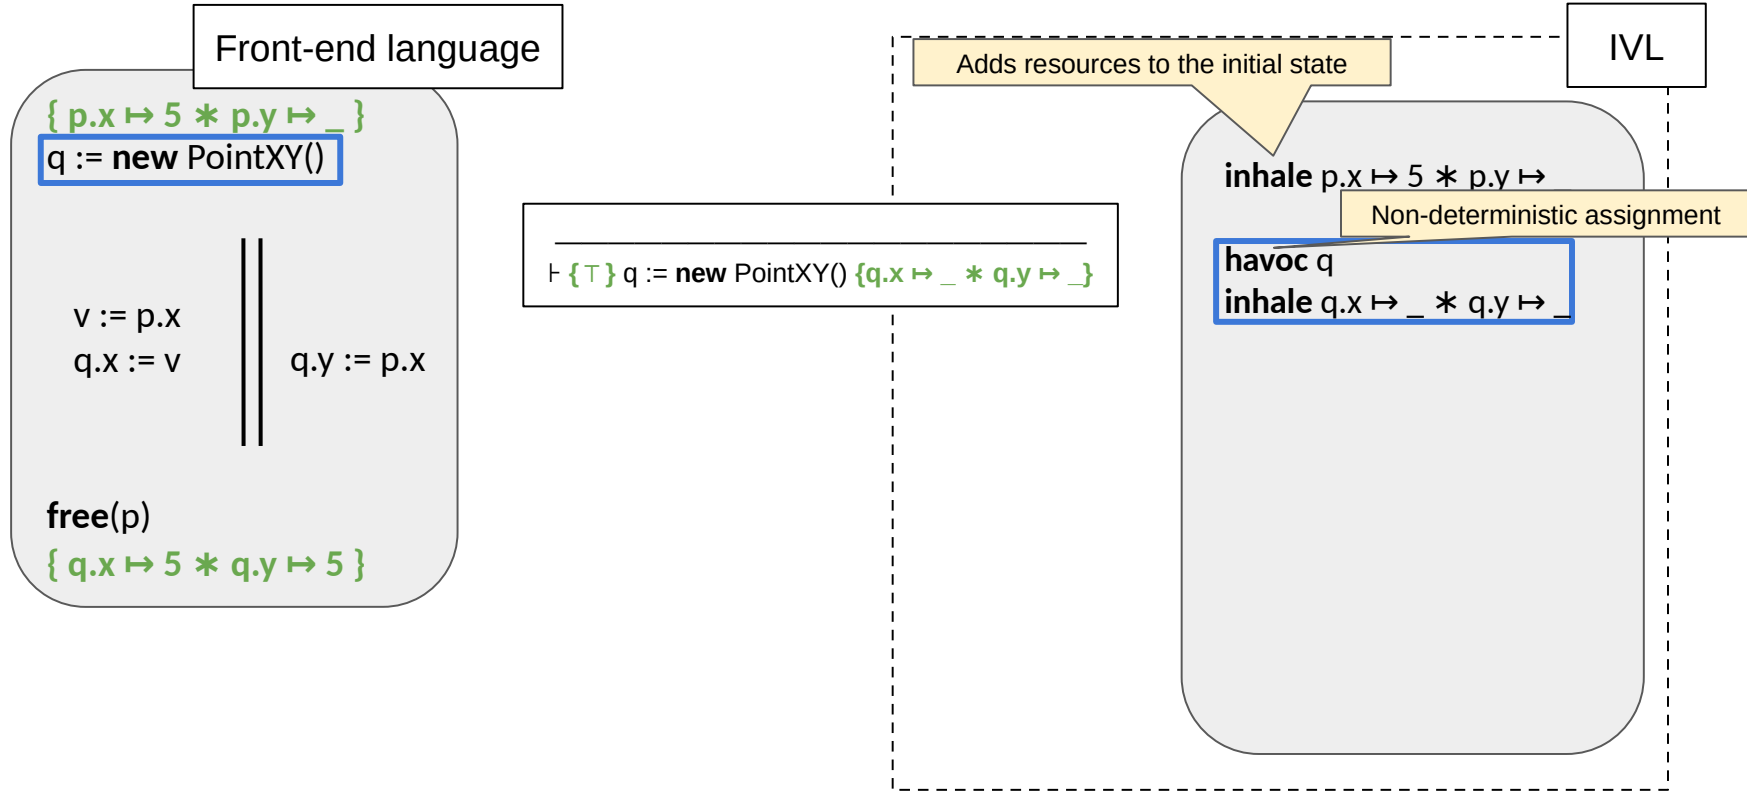 Front-end language
{ p.x ↦ 5 ∗ p.y ↦ _ }
q := new PointXY()
v := p.x
q.x := v
q.y := p.x
free(p)
{ q.x ↦ 5 ∗ q.y ↦ 5 }
⊦ { ⊤ } q := new PointXY() {q.x ↦ _ ∗ q.y ↦ _}
IVL
Adds resources to the initial state
inhale p.x ↦ 5 ∗ p.y ↦
Non-deterministic assignment
havoc q
inhale q.x ↦ _ ∗ q.y ↦ _